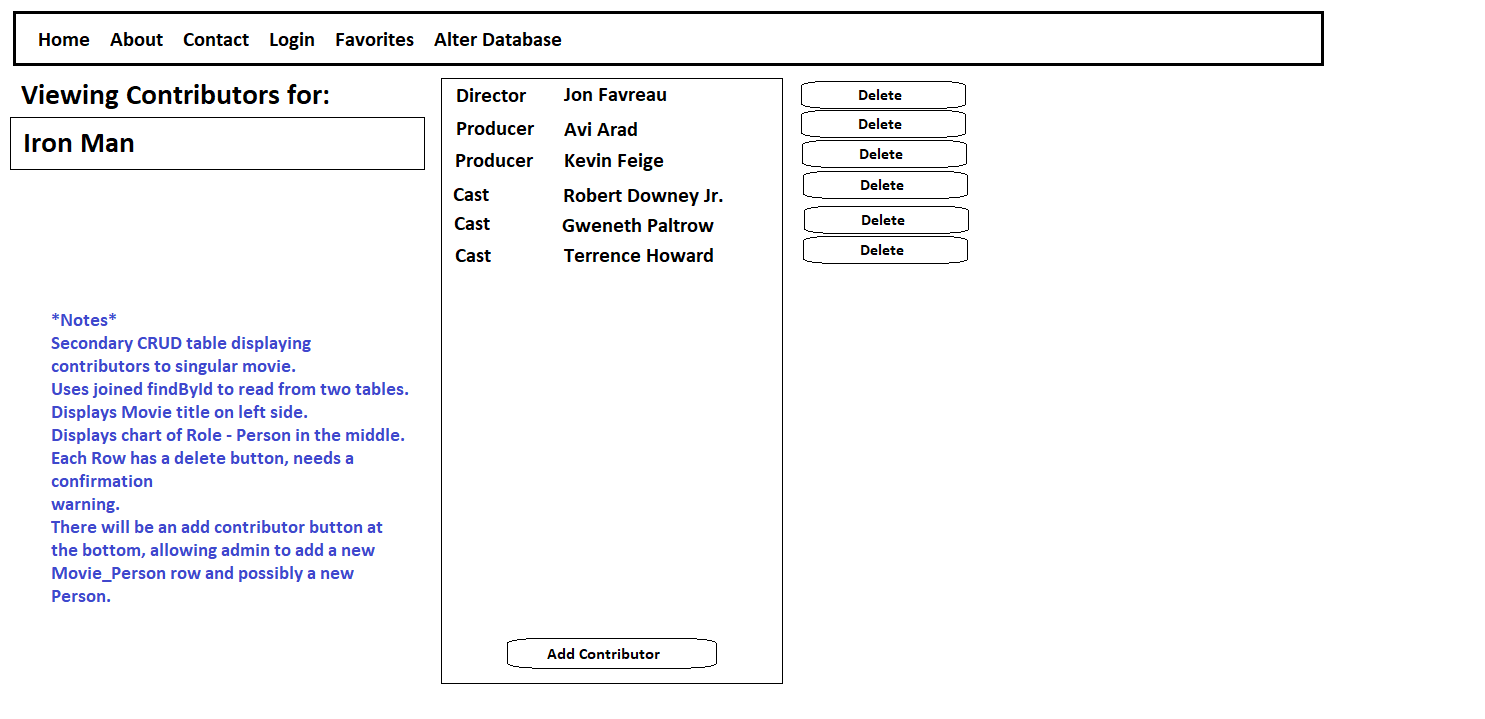 Home About Contact Login Favorites Alter Database
Viewing Contributors for:
Iron Man
Director Jon Favreau Delete
Producer Avi Arad Delete
Producer Kevin Feige Delete
Cast Robert Downey Jr. Delete
Cast Gweneth Paltrow Delete
Cast Terrence Howard Delete
*Notes*
Secondary CRUD table displaying
contributors to singular movie.
Uses joined findById to read from two tables.
Displays Movie title on left side.
Displays chart of Role - Person in the middle.
Each Row has a delete button, needs a
confirmation
warning.
There will be an add contributor button at
the bottom, allowing admin to add a new
Movie_Person row and possibly a new
Person.
Add Contributor